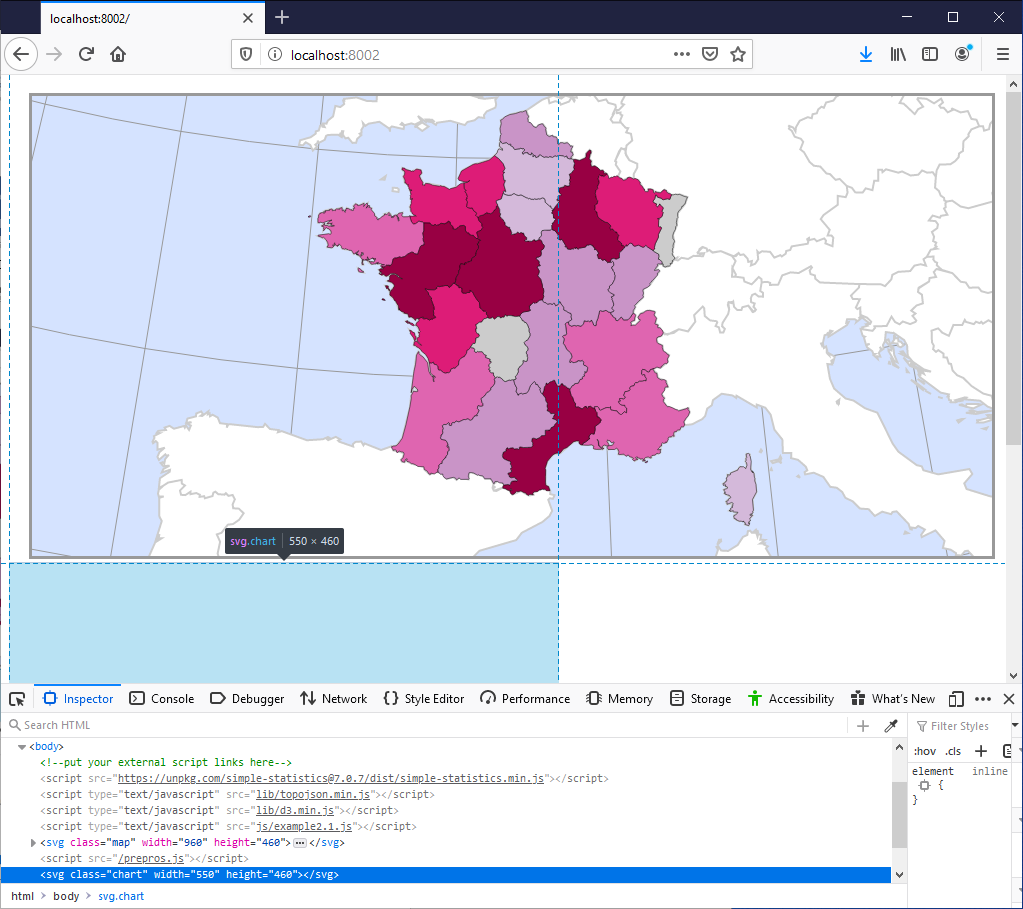 localhost:8002/
localhost:8002
svg.chart 550 × 460
Inspector Console Debugger Network Style Editor Performance Memory Storage Accessibility What's New
Search HTML
Filter Styles
<body>
:hov .cls
<!--put your external script links here-->
<script src="https://unpkg.com/simple-statistics@7.0.7/dist/simple-statistics.min.js"></script>
element inline
{
}
<script type="text/javascript" src="lib/topojson.min.js"></script>
<script type="text/javascript" src="lib/d3.min.js"></script>
<script type="text/javascript" src="js/example2.1.js"></script>
<svg class="map" width="960" height="460"></svg>
<script src="/prepros.js"></script>
<svg class="chart" width="550" height="460"></svg>
html > body > svg.chart